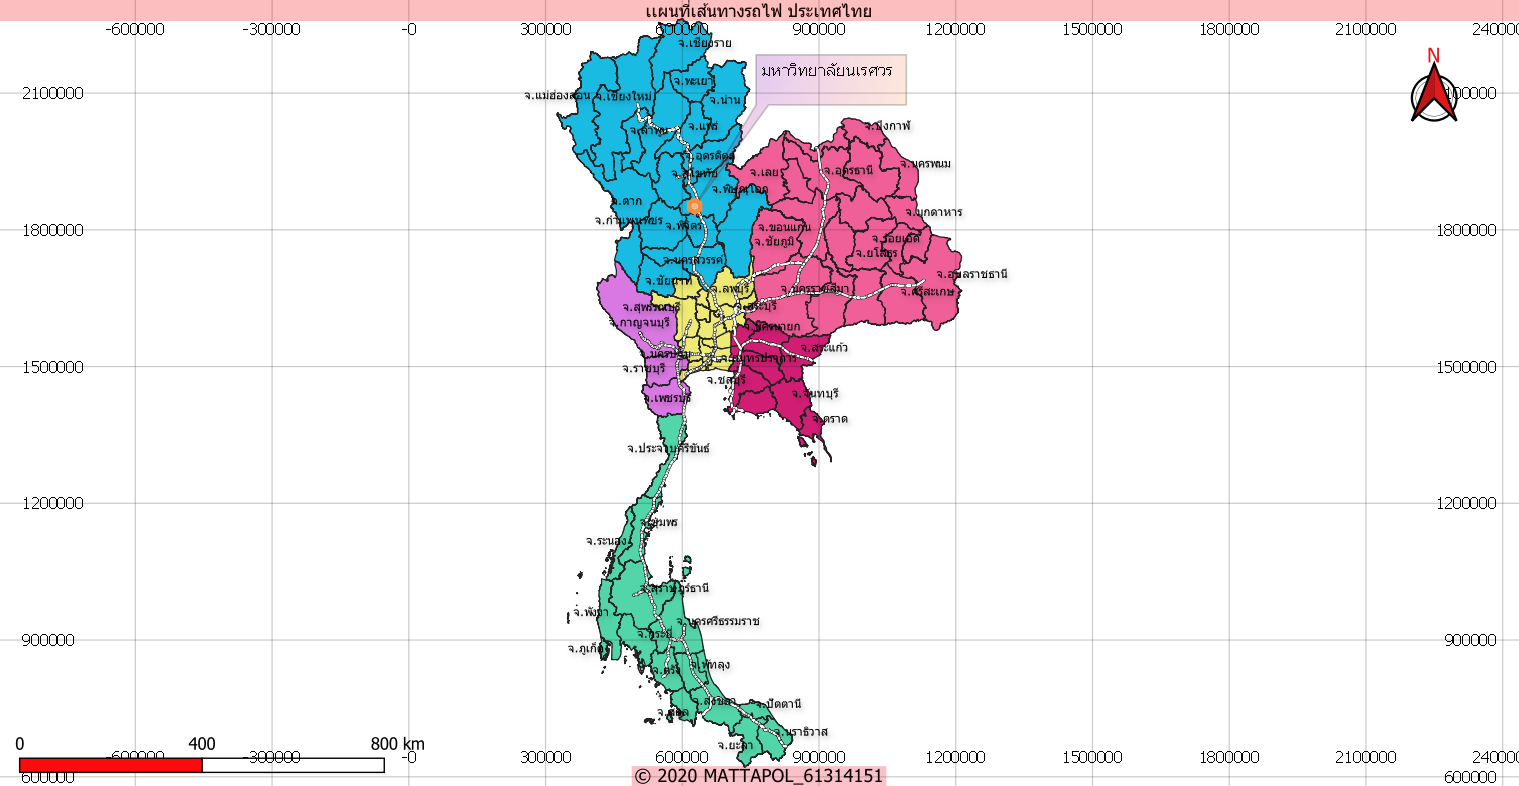 แผนที่เส้นทางรถไฟ ประเทศไทย
-600000 -300000 -0 300000 600000 900000 1200000 1500000 1800000 2100000
N
จ.เชียงราย
มหาวิทยาลัยนเรศวร
จ.พะเยา
2100000
จ.แม่ฮ่องสอน จ.เชียงใหม่ จ.น่าน
จ.ลำพูน จ.แพร่ จ.บึงกาฬ
จ.อุตรดิตถ์
จ.สุโขทัย จ.เลย จ.อุดรธานี จ.นครพนม
จ.พิษณุโลก
จ.ตาก
จ.กำแพงเพชร จ.พิจิตร จ.ขอนแก่น จ.มุกดาหาร
1800000 1800000
จ.ชัยภูมิ จ.ร้อยเอ็ด
จ.ยโสธร
จ.นครสวรรค์
จ.ชัยนาท จ.ลพบุรี จ.นครราชสีมา จ.ศรีสะเกษ จ.อุบลราชธานี
จ.สุพรรณบุรี จ.สระบุรี
จ.กาญจนบุรี จ.นครนายก
จ.นครปฐม จ.สมุทรปราการ จ.สระแก้ว
1500000 1500000
จ.ราชบุรี จ.ชลบุรี
จ.เพชรบุรี จ.จันทบุรี
จ.ตราด
จ.ประจวบคีรีขันธ์
1200000 1200000
จ.ชุมพร
จ.ระนอง
จ.สุราษฎร์ธานี
จ.พังงา จ.นครศรีธรรมราช
จ.กระบี่
900000 900000
จ.ภูเก็ต
จ.ตรัง จ.พัทลุง
จ.สตูล จ.สงขลา จ.ปัตตานี
จ.นราธิวาส
จ.ยะลา
0 400 800 km
-600000 -300000 -0 300000 600000 900000 1200000 1500000 1800000 2100000
600000 600000
© 2020 MATTAPOL_61314151